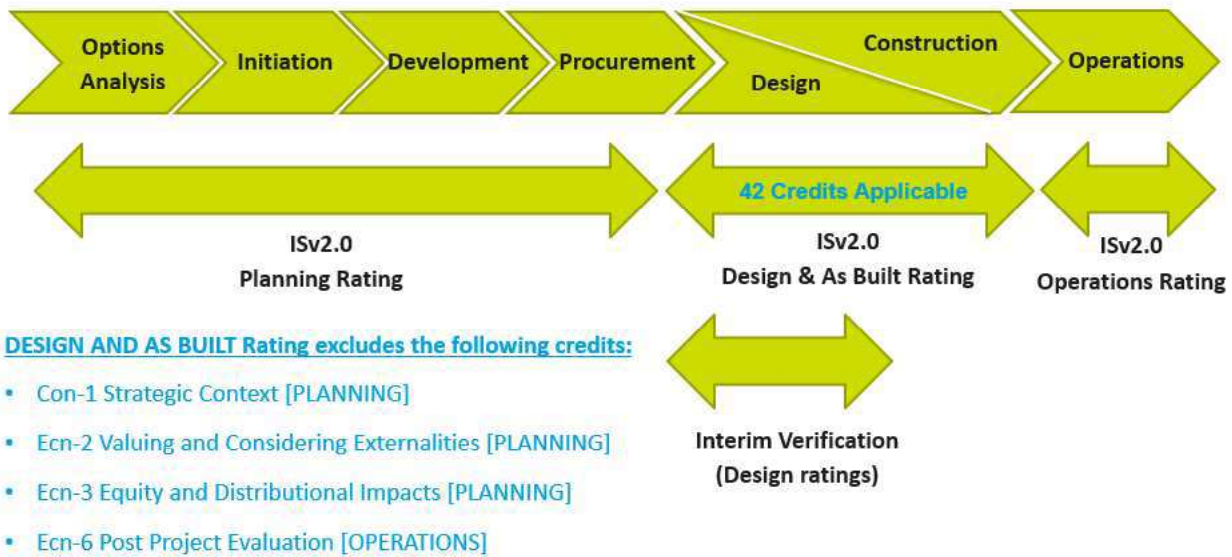 Options
Analysis
Initiation
Development
Procurement
Design
Construction
Operations
42 Credits Applicable
ISv2.0
Planning Rating
ISv2.0
Design & As Built Rating
ISv2.0
Operations Rating
DESIGN AND AS BUILT Rating excludes the following credits:
• Con-1 Strategic Context [PLANNING]
• Ecn-2 Valuing and Considering Externalities [PLANNING]
• Ecn-3 Equity and Distributional Impacts [PLANNING]
• Ecn-6 Post Project Evaluation [OPERATIONS]
Interim Verification
(Design ratings)